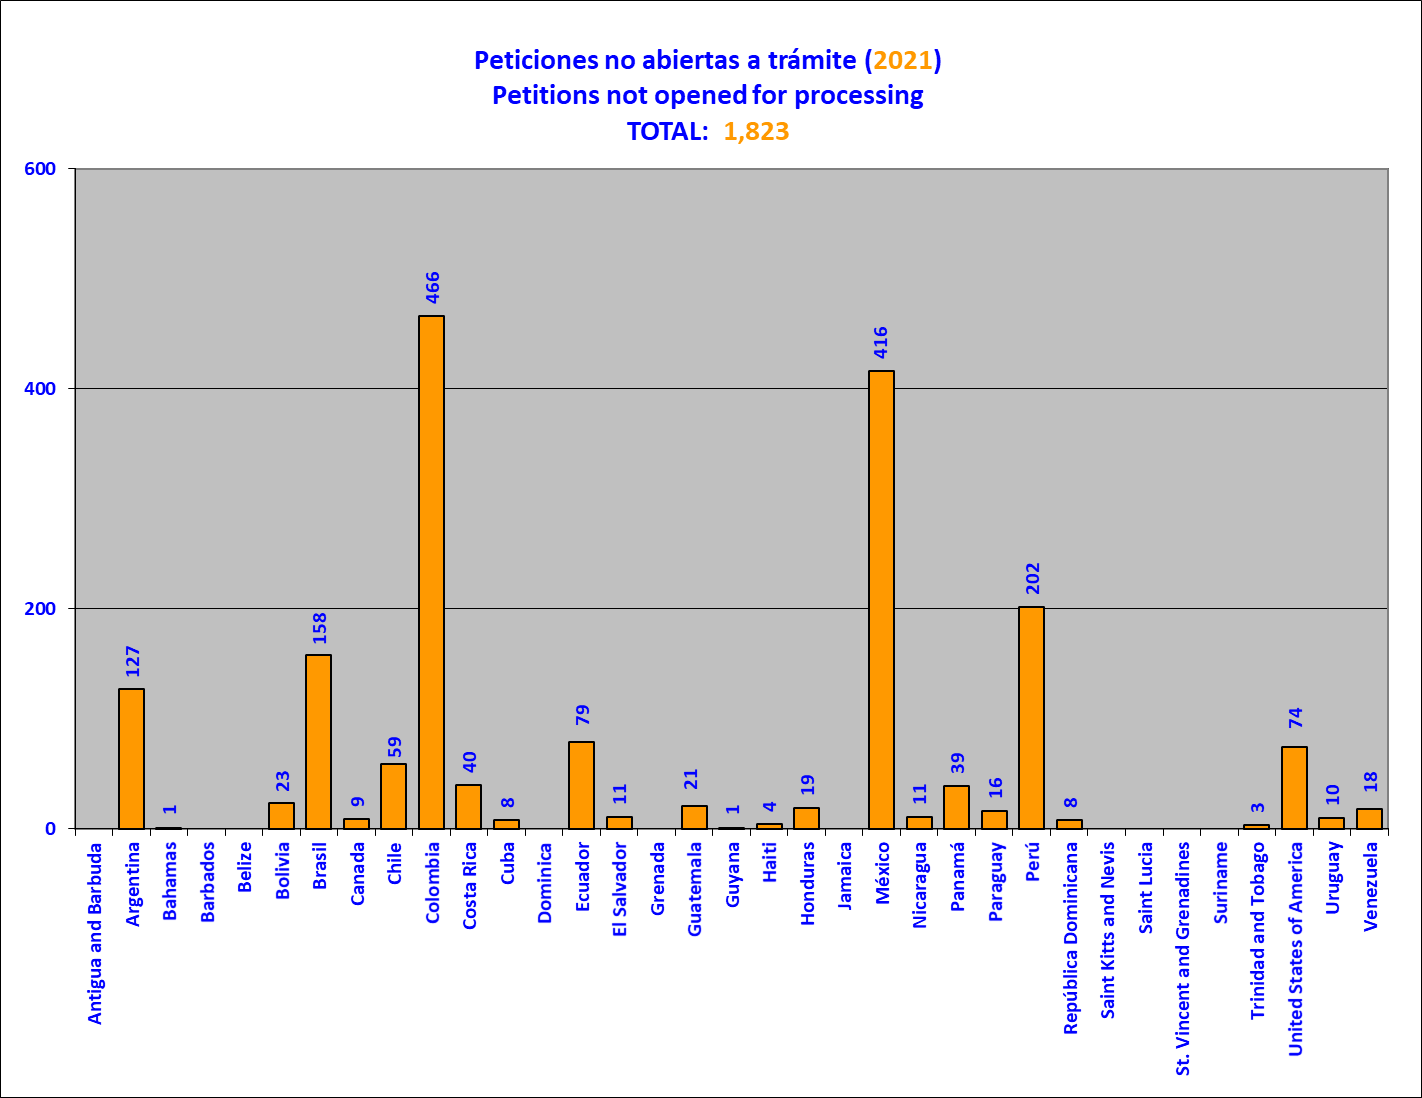 Peticiones no abiertas a trámite (2021)
Petitions not opened for processing
TOTAL: 1,823
600
400
200
0
127
1
23
158
9
59
466
40
8
79
11
21
1
4
19
416
11
39
16
202
8
3
74
10
18
Antigua and Barbuda
Argentina
Bahamas
Barbados
Belize
Bolivia
Brasil
Canada
Chile
Colombia
Costa Rica
Cuba
Dominica
Ecuador
El Salvador
Grenada
Guatemala
Guyana
Haiti
Honduras
Jamaica
México
Nicaragua
Panamá
Paraguay
Perú
República Dominicana
Saint Kitts and Nevis
Saint Lucia
St. Vincent and Grenadines
Suriname
Trinidad and Tobago
United States of America
Uruguay
Venezuela